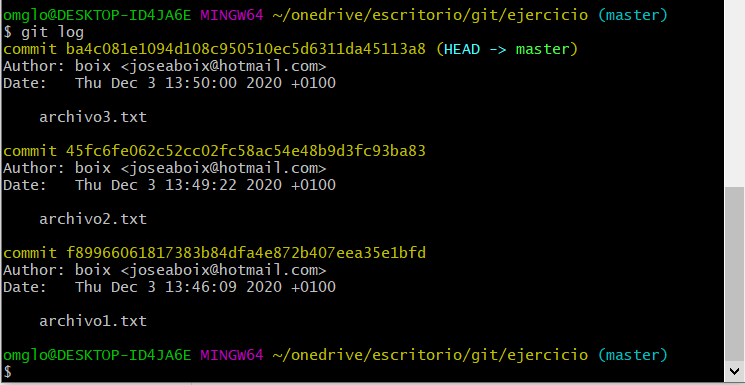 omglo@DESKTOP-ID4JA6E MINGW64 ~/onedrive/escritorio/git/ejercicio (master)
$ git log
commit ba4c081e1094d108c950510ec5d6311da45113a8 (HEAD -> master)
Author: boix <joseaboix@hotmail.com>
Date:   Thu Dec 3 13:50:00 2020 +0100
archivo3.txt
commit 45fc6fe062c52cc02fc58ac54e48b9d3fc93ba83
Author: boix <joseaboix@hotmail.com>
Date:   Thu Dec 3 13:49:22 2020 +0100
archivo2.txt
commit f89966061817383b84dfa4e872b407eea35e1bfd
Author: boix <joseaboix@hotmail.com>
Date:   Thu Dec 3 13:46:09 2020 +0100
archivo1.txt
omglo@DESKTOP-ID4JA6E MINGW64 ~/onedrive/escritorio/git/ejercicio (master)
$